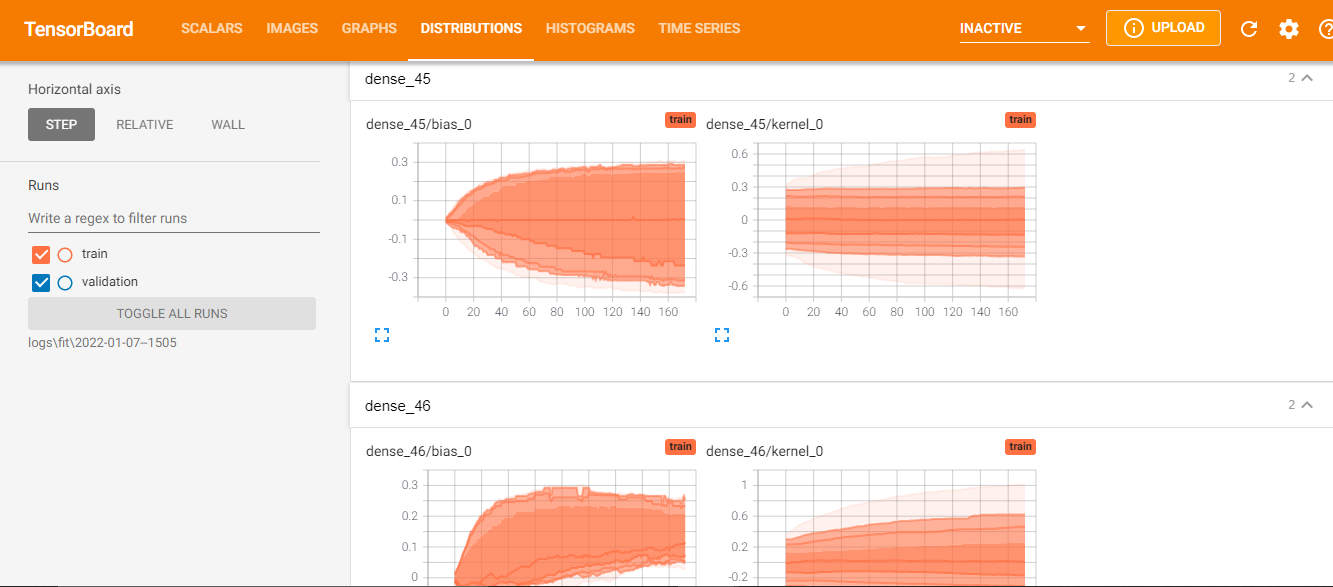 TensorBoard SCALARS IMAGES GRAPHS DISTRIBUTIONS HISTOGRAMS TIME SERIES INACTIVE UPLOAD
Horizontal axis
STEP RELATIVE WALL
Runs
Write a regex to filter runs
train
validation
TOGGLE ALL RUNS
logs\fit\2022-01-07--1505
dense_45 2
dense_45/bias_0 train
0.3
0.1
-0.1
-0.3
0 20 40 60 80 100 120 140 160
dense_45/kernel_0 train
0.6
0.3
0
-0.3
-0.6
0 20 40 60 80 100 120 140 160
dense_46 2
dense_46/bias_0 train
0.3
0.2
0.1
0
dense_46/kernel_0 train
1
0.6
0.2
-0.2